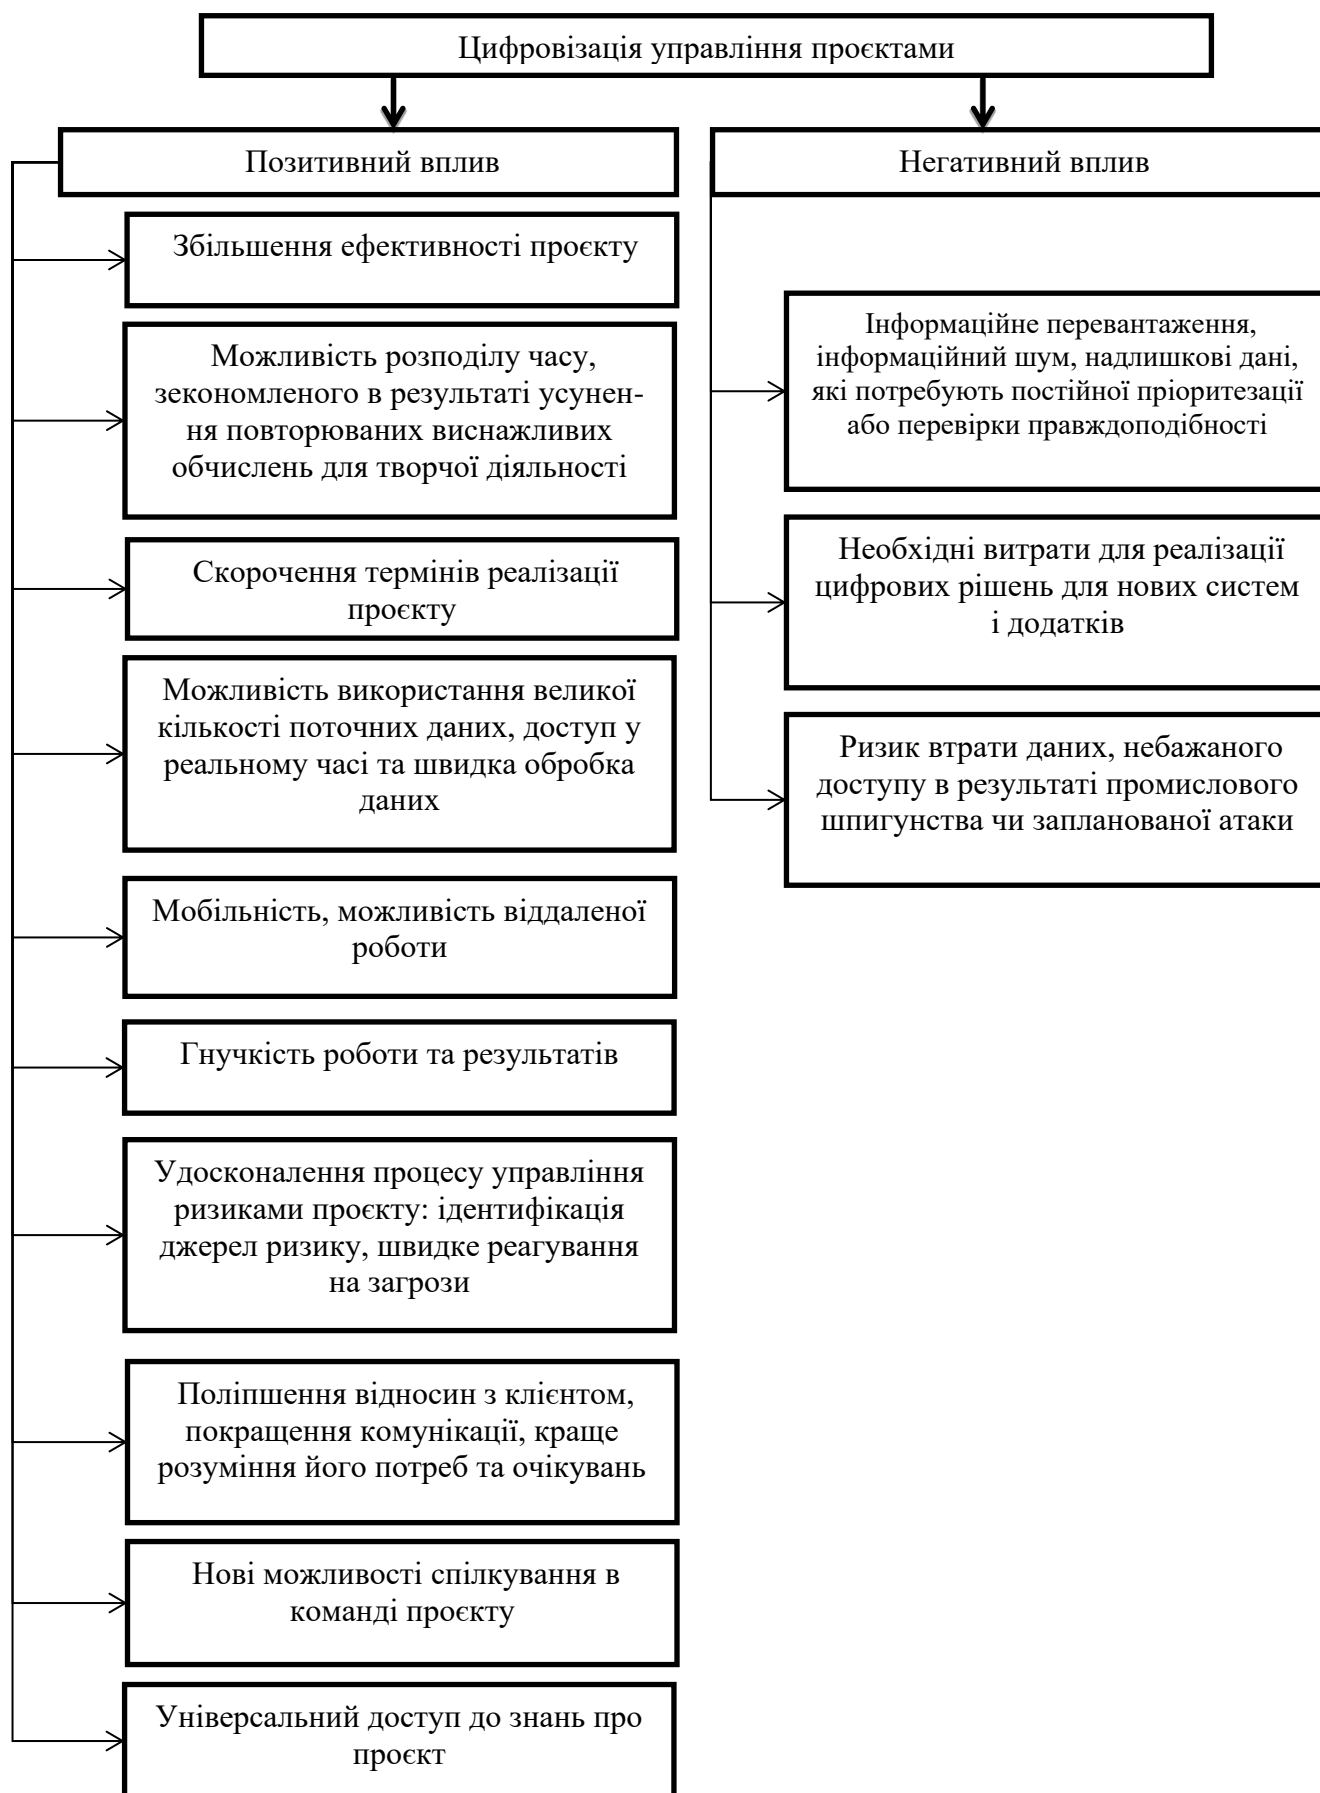 Цифровізація управління проєктами
Позитивний вплив
Збільшення ефективності проєкту
Можливість розподілу часу,
зекономленого в результаті усунен-
ня повторюваних виснажливих
обчислень для творчої діяльності
Скорочення термінів реалізації
проєкту
Можливість використання великої
кількості поточних даних, доступ у
реальному часі та швидка обробка
даних
Мобільність, можливість віддаленої
роботи
Гнучкість роботи та результатів
Удосконалення процесу управління
ризиками проєкту: ідентифікація
джерел ризику, швидке реагування
на загрози
Поліпшення відносин з клієнтом,
покращення комунікації, краще
розуміння його потреб та очікувань
Нові можливості спілкування в
команді проєкту
Універсальний доступ до знань про
проєкт
Негативний вплив
Інформаційне перевантаження,
інформаційний шум, надлишкові дані,
які потребують постійної пріоритезації
або перевірки правждоподібності
Необхідні витрати для реалізації
цифрових рішень для нових систем
і додатків
Ризик втрати даних, небажаного
доступу в результаті промислового
шпигунства чи запланованої атаки